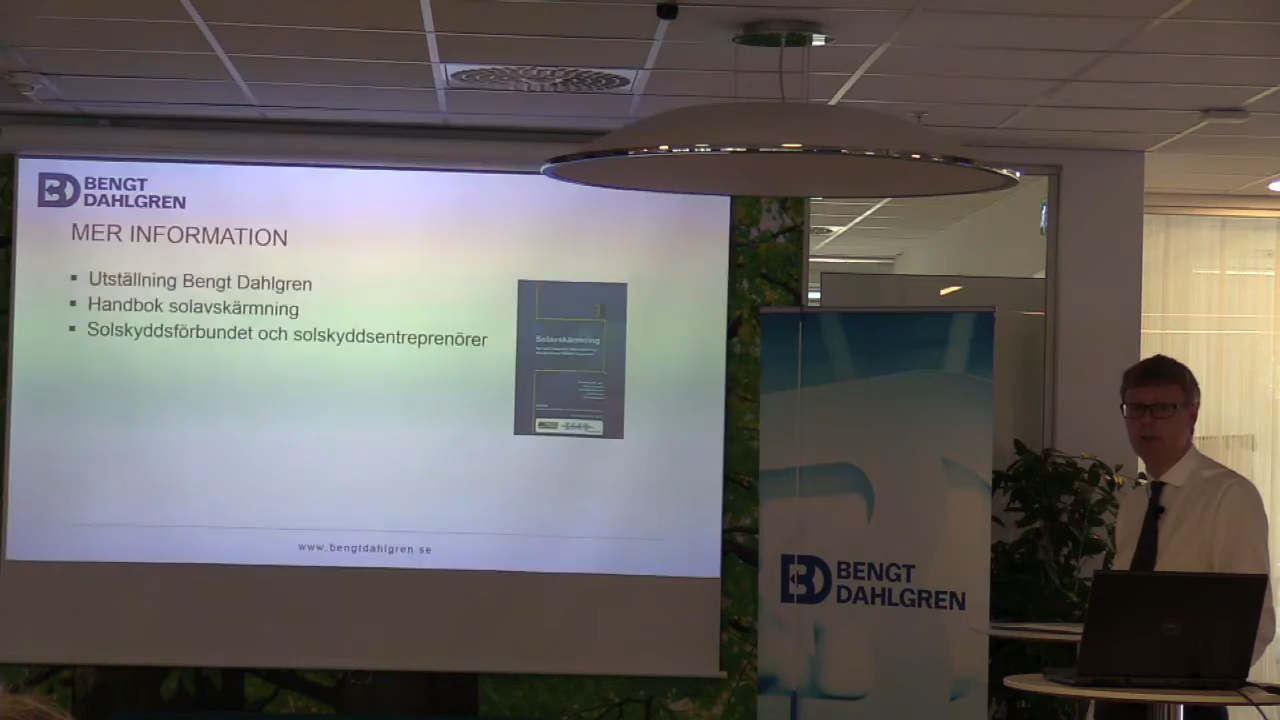 BENGT
DAHLGREN
MER INFORMATION
▪ Utställning Bengt Dahlgren
▪ Handbok solavskärmning
▪ Solskyddsförbundet och solskyddsentreprenörer
Solavskärmning
www.bengtdahlgren.se
BENGT
DAHLGREN